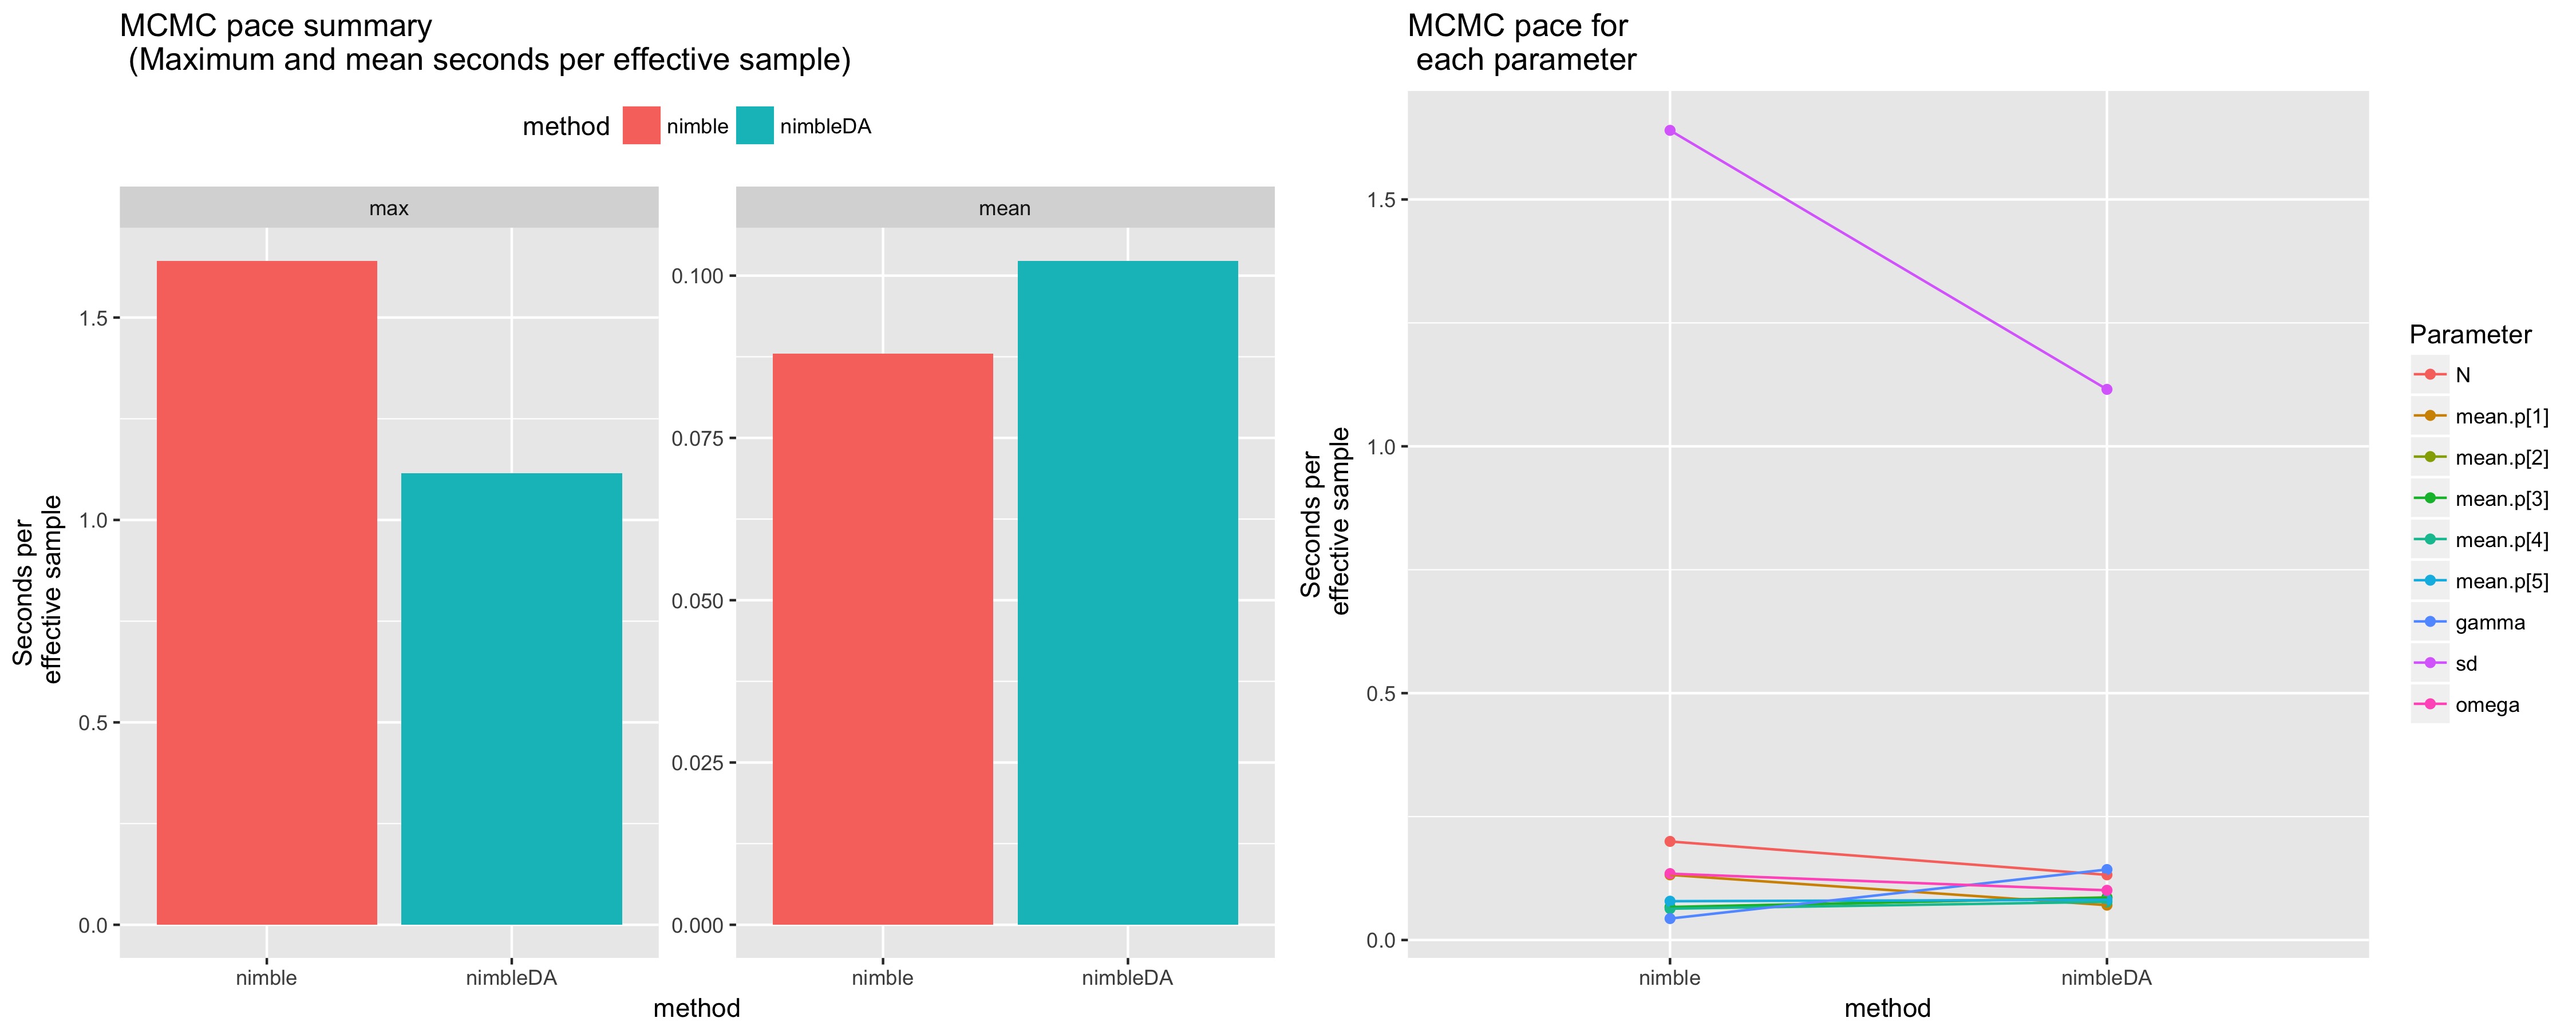 MCMC pace summary
(Maximum and mean seconds per effective sample)
method nimble nimbleDA
max
mean
Seconds per
effective sample
1.5
1.0
0.5
0.0
0.100
0.075
0.050
0.025
0.000
nimble
nimbleDA
nimble
nimbleDA
method
MCMC pace for
each parameter
Seconds per
effective sample
1.5
1.0
0.5
0.0
nimble
nimbleDA
method
Parameter
N
mean.p[1]
mean.p[2]
mean.p[3]
mean.p[4]
mean.p[5]
gamma
sd
omega